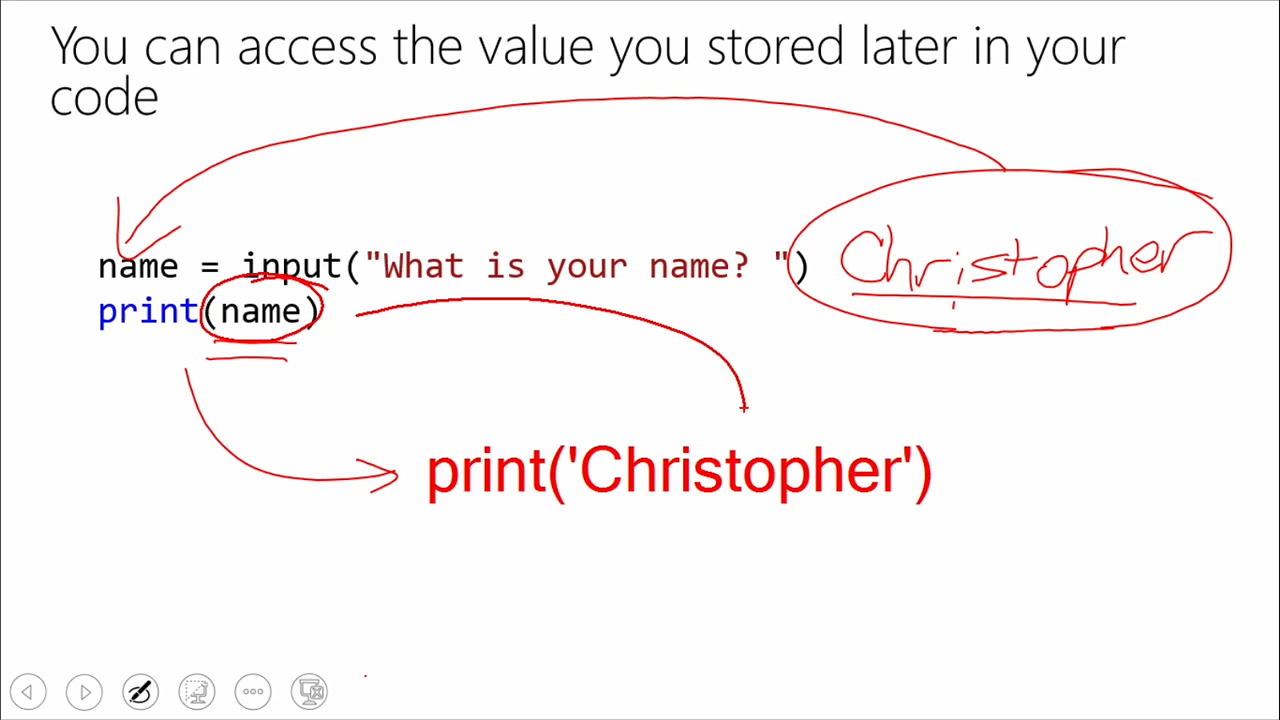 You can access the value you stored later in your
code
name = input("What is your name? ") Christopher
print(name)
print('Christopher')